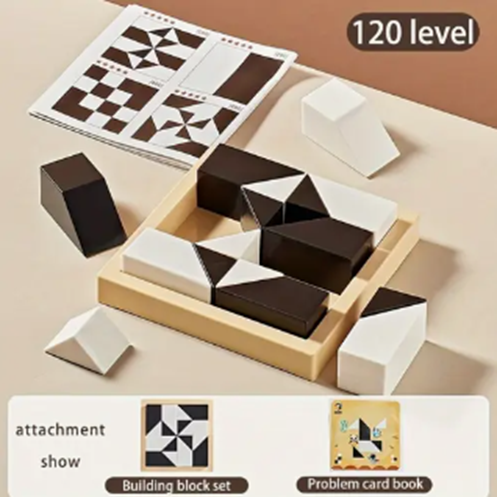 120 level
attachment
show
Building block set
Problem card book